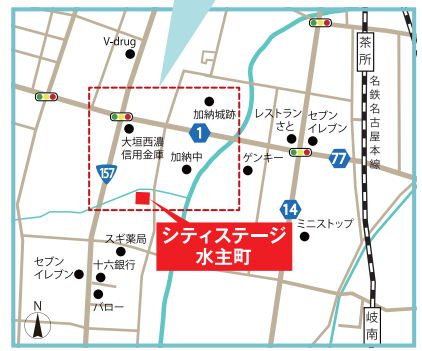 V-drug
茶所
名鉄名古屋本線
加納城跡
1
レストラン
さと
セブン
イレブン
大垣西濃
信用金庫
加納中
ゲンキー
77
157
14
シティステージ
水主町
ミニストップ
スギ薬局
セブン
イレブン
十六銀行
バロー
岐南
N